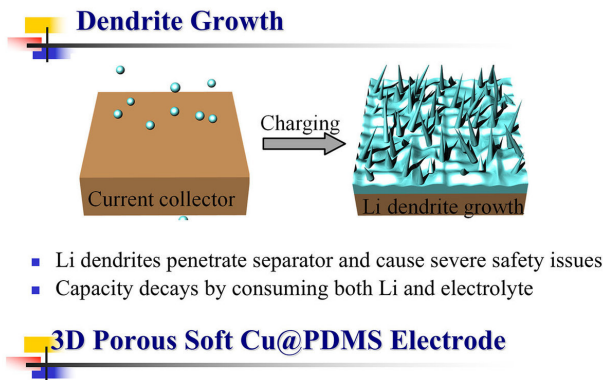 Dendrite Growth
Charging
Current collector
Li dendrite growth
Li dendrites penetrate separator and cause severe safety issues
Capacity decays by consuming both Li and electrolyte
3D Porous Soft Cu@PDMS Electrode